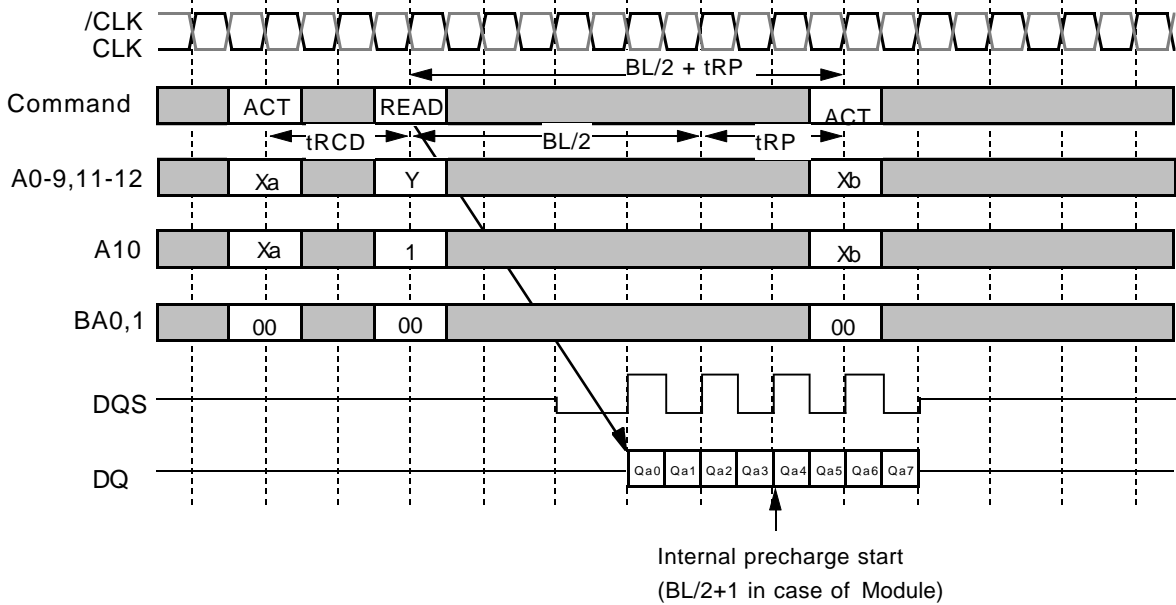 /CLK
CLK
BL/2 + tRP
Command ACT READ ACT
tRCD BL/2 tRP
A0-9,11-12 Xa Y Xb
A10 Xa 1 Xb
BA0,1 00 00 00
DQS
DQ Qa0 Qa1 Qa2 Qa3 Qa4 Qa5 Qa6 Qa7
Internal precharge start
(BL/2+1 in case of Module)